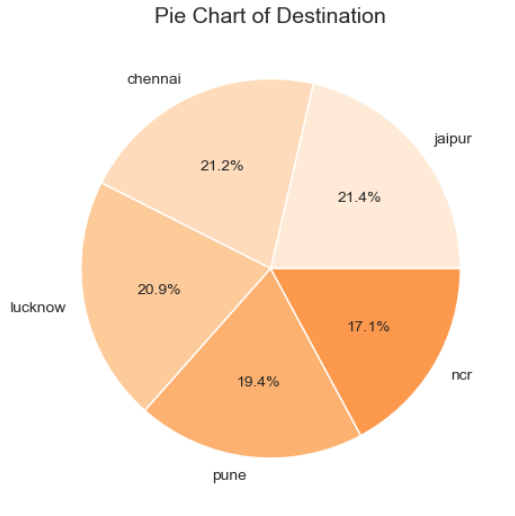 Pie Chart of Destination
chennai
jaipur
21.2%
21.4%
20.9%
lucknow
17.1%
19.4%
ncr
pune